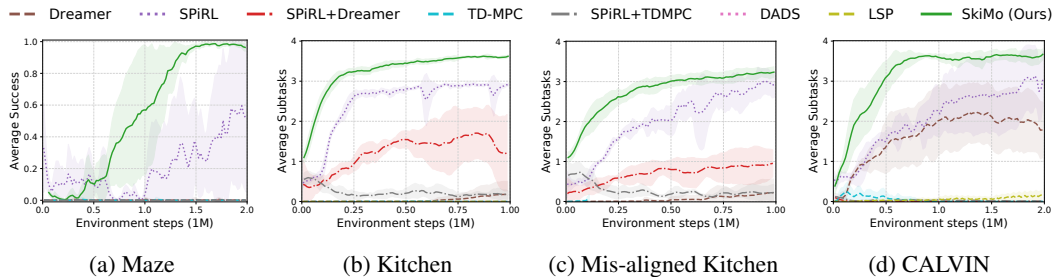 Dreamer SPiRL SPiRL+Dreamer TD-MPC SPiRL+TDMPC DADS LSP SkiMo (Ours)
Average Success
1.0
0.8
0.6
0.4
0.2
0.0
0.0 0.5 1.0 1.5 2.0
Environment steps (1M)
(a) Maze
Average Subtasks
4
3
2
1
0
0.00 0.25 0.50 0.75 1.00
Environment steps (1M)
(b) Kitchen
Average Subtasks
4
3
2
1
0
0.00 0.25 0.50 0.75 1.00
Environment steps (1M)
(c) Mis-aligned Kitchen
Average Subtasks
4
3
2
1
0
0.0 0.5 1.0 1.5 2.0
Environment steps (1M)
(d) CALVIN